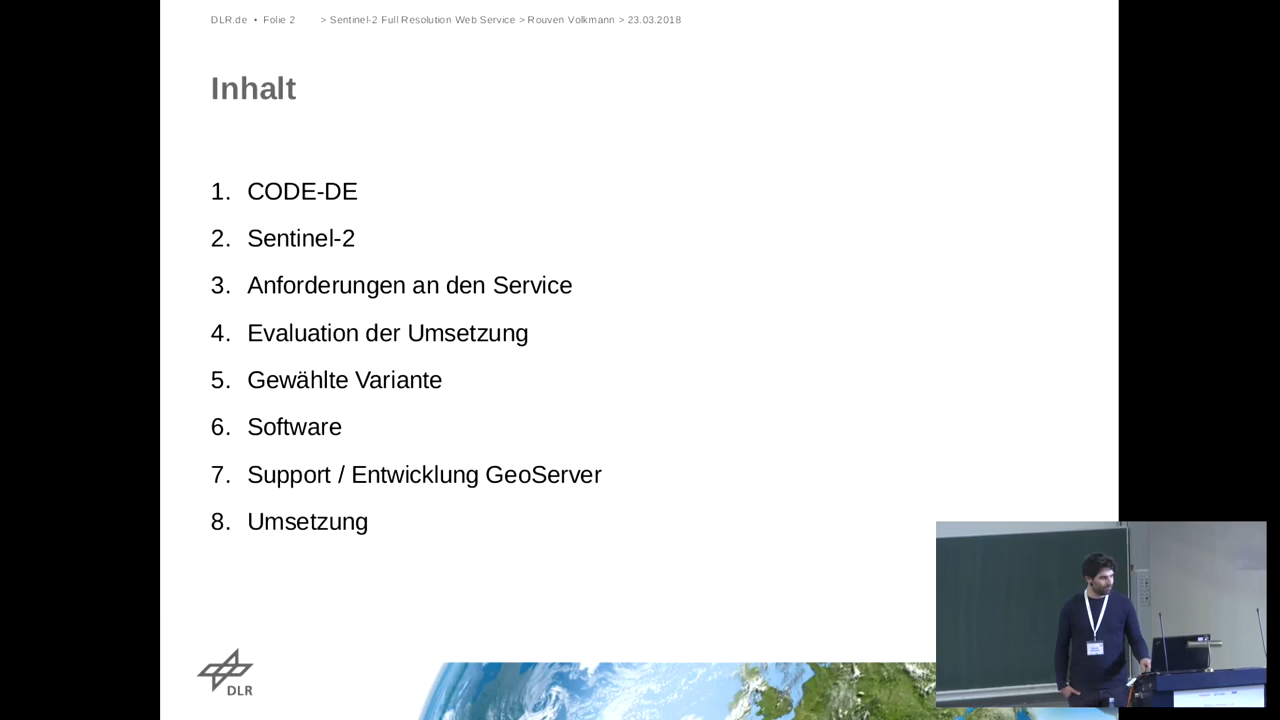 DLR.de • Folie 2 > Sentinel-2 Full Resolution Web Service > Rouven Volkmann > 23.03.2018
Inhalt
1. CODE-DE
2. Sentinel-2
3. Anforderungen an den Service
4. Evaluation der Umsetzung
5. Gewählte Variante
6. Software
7. Support / Entwicklung GeoServer
8. Umsetzung
DLR